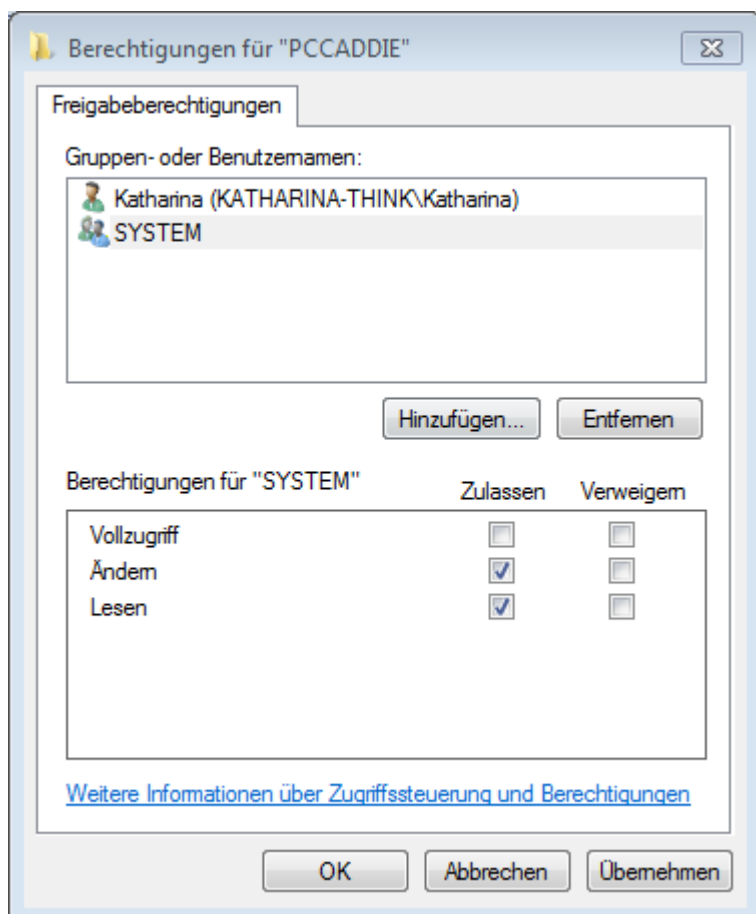 Berechtigungen für "PCCADDIE"
Freigabeberechtigungen
Gruppen- oder Benutzernamen:
Katharina (KATHARINA-THINK\Katharina)
SYSTEM
Hinzufügen... Entfernen
Berechtigungen für "SYSTEM" Zulassen Verweigern
Vollzugriff
Ändern
Lesen
Weitere Informationen über Zugriffssteuerung und Berechtigungen
OK Abbrechen Übernehmen